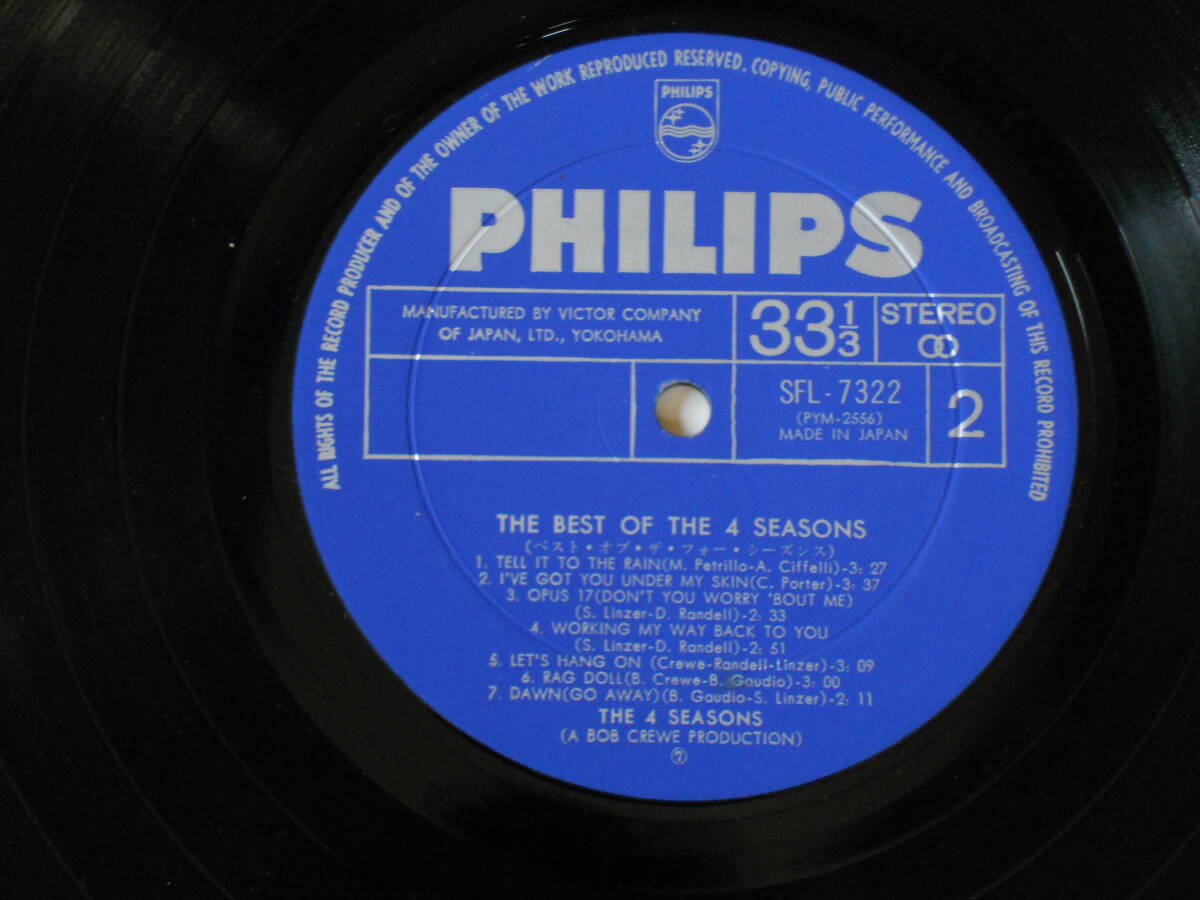 ALL RIGHTS OF THE RECORD PRODUCER AND OF THE OWNER OF THE WORK REPRODUCED RESERVED. COPYING, PUBLIC PERFORMANCE AND BROADCASTING OF THIS RECORD PROHIBITED
PHILIPS
PHILIPS
MANUFACTURED BY VICTOR COMPANY
OF JAPAN, LTD., YOKOHAMA
33 1/3
STEREO
SFL-7322
(PYM-2556)
MADE IN JAPAN
2
THE BEST OF THE 4 SEASONS
(ベスト・オブ・ザ・フォー・シーズンス)
1. TELL IT TO THE RAIN(M. Petrillo-A. Ciffelli)-3: 27
2. I'VE GOT YOU UNDER MY SKIN(C. Porter)-3: 37
3. OPUS 17(DON'T YOU WORRY 'BOUT ME)
(S. Linzer-D. Randell)-2: 33
4. WORKING MY WAY BACK TO YOU
(S. Linzer-D. Randell)-2: 51
5. LET'S HANG ON (Crewe-Randell-Linzer)-3: 09
6. RAG DOLL(B. Crewe-B. Gaudio)-3: 00
7. DAWN(GO AWAY)(B. Gaudio-S. Linzer)-2: 11
THE 4 SEASONS
(A BOB CREWE PRODUCTION)